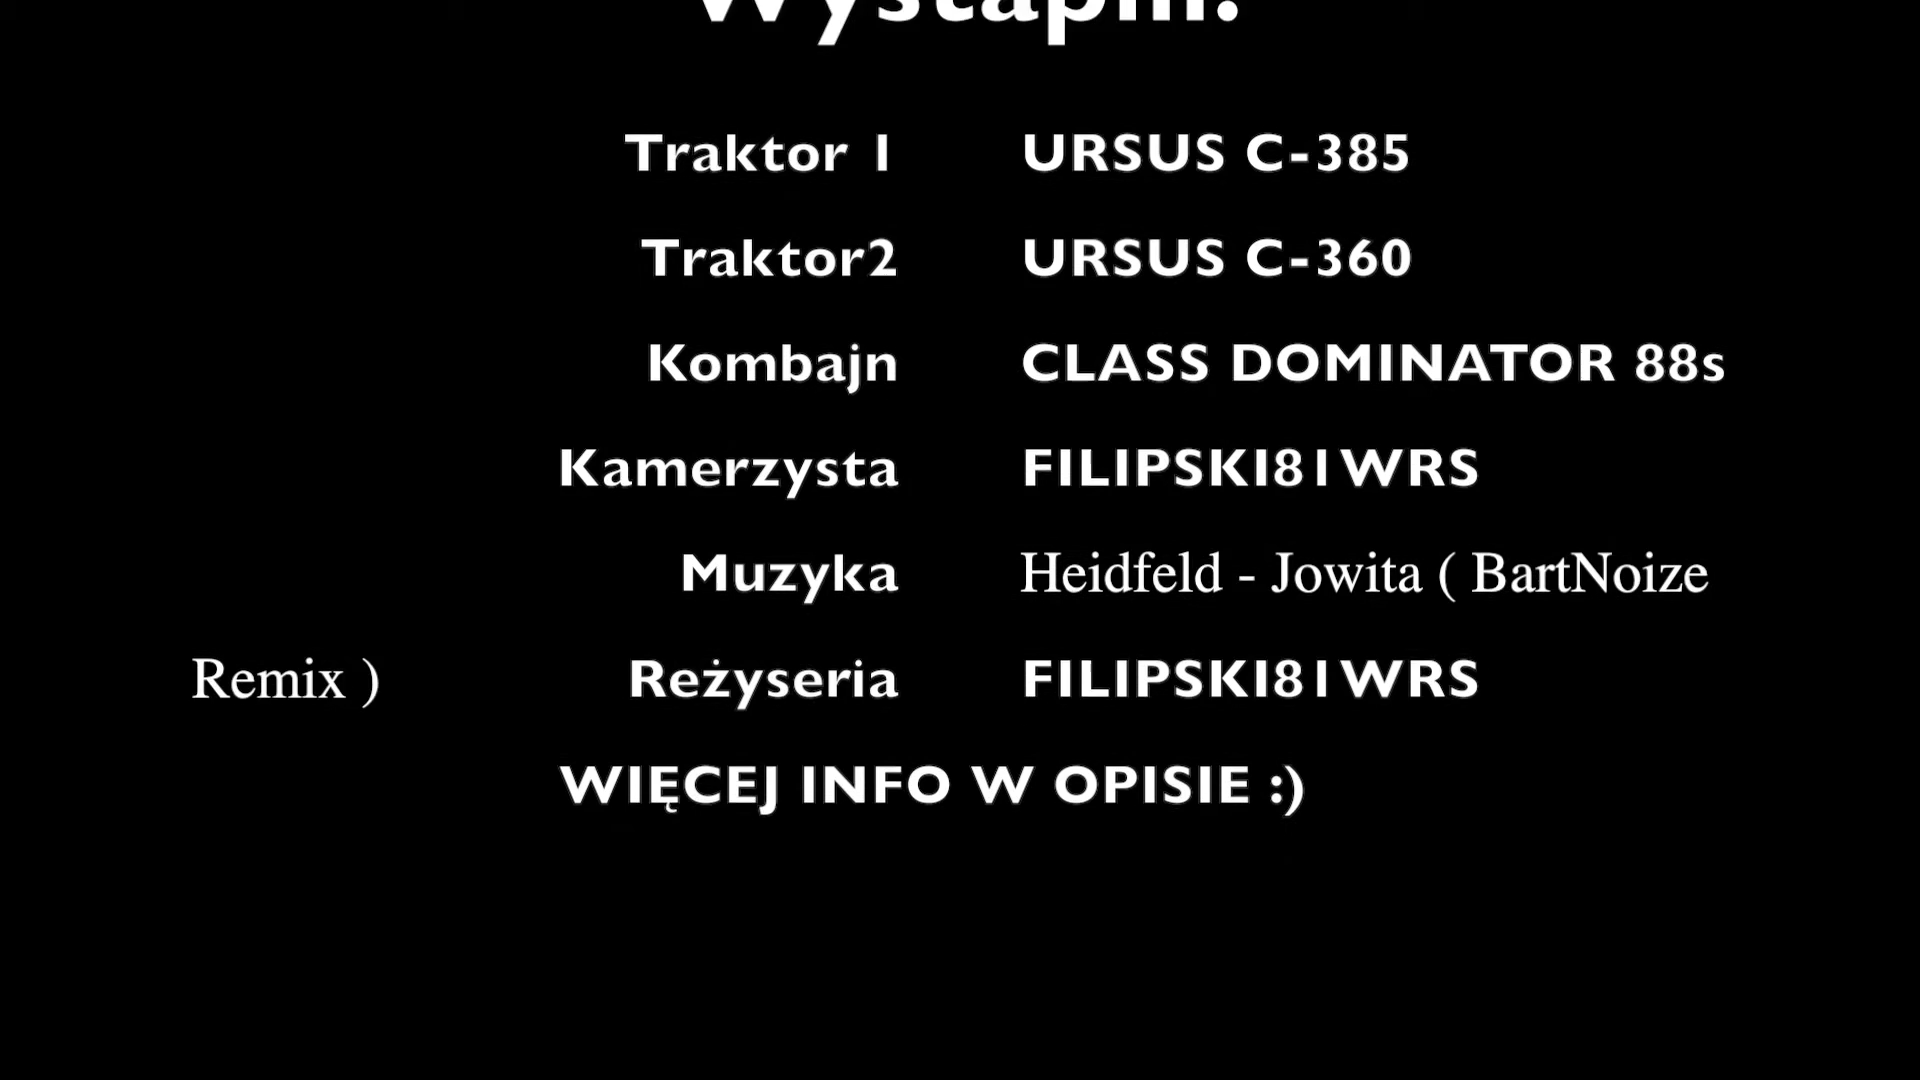 Wystąpili:
Traktor 1 URSUS C-385
Traktor2 URSUS C-360
Kombajn CLASS DOMINATOR 88s
Kamerzysta FILIPSKI81WRS
Muzyka Heidfeld - Jowita ( BartNoize
Remix ) Reżyseria FILIPSKI81WRS
WIĘCEJ INFO W OPISIE :)